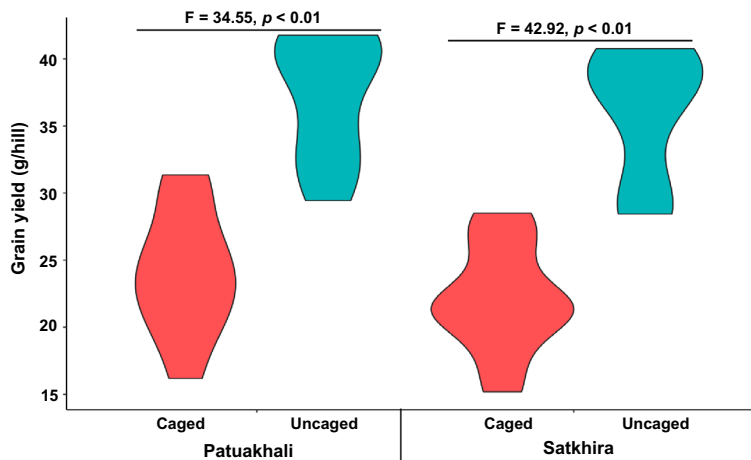 F = 34.55, p < 0.01
F = 42.92, p < 0.01
Grain yield (g/hill)
40
35
30
25
20
15
Caged Uncaged Caged Uncaged
Patuakhali Satkhira